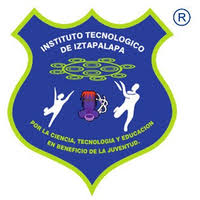 ®
INSTITUTO TECNOLOGICO
DE IZTAPALAPA
POR LA CIENCIA, TECNOLOGIA Y EDUCACION
EN BENEFICIO DE LA JUVENTUD.